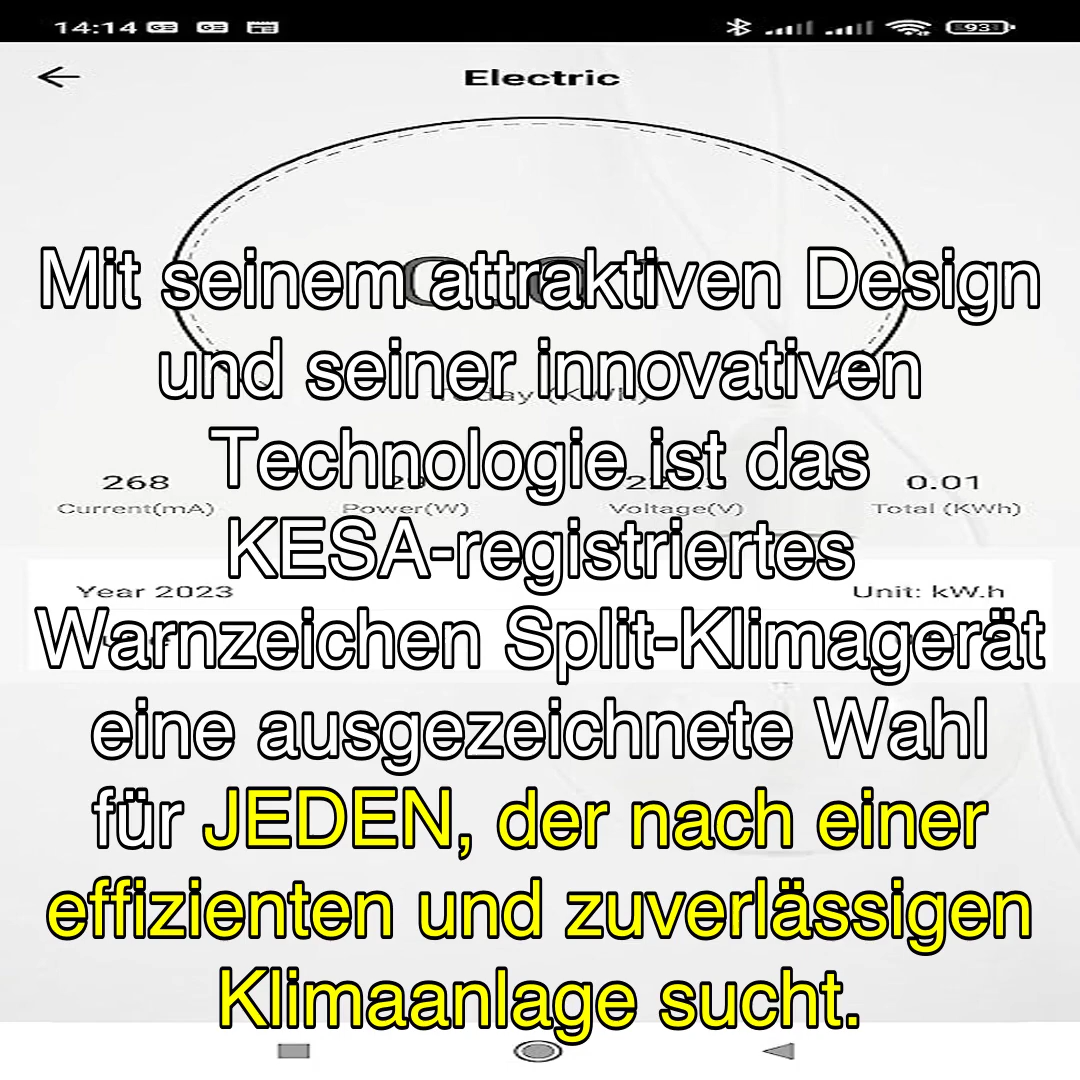 14:14
93
Electric
Mit seinem attraktiven Design
und seiner innovativen
Technologie ist das
268
0.01
Current(mA) Power(W) Voltage(V) Total (KWh)
KESA-registriertes
Year 2023 Unit: kW.h
Warnzeichen Split-Klimagerät
eine ausgezeichnete Wahl
für JEDEN, der nach einer
effizienten und zuverlässigen
Klimaanlage sucht.